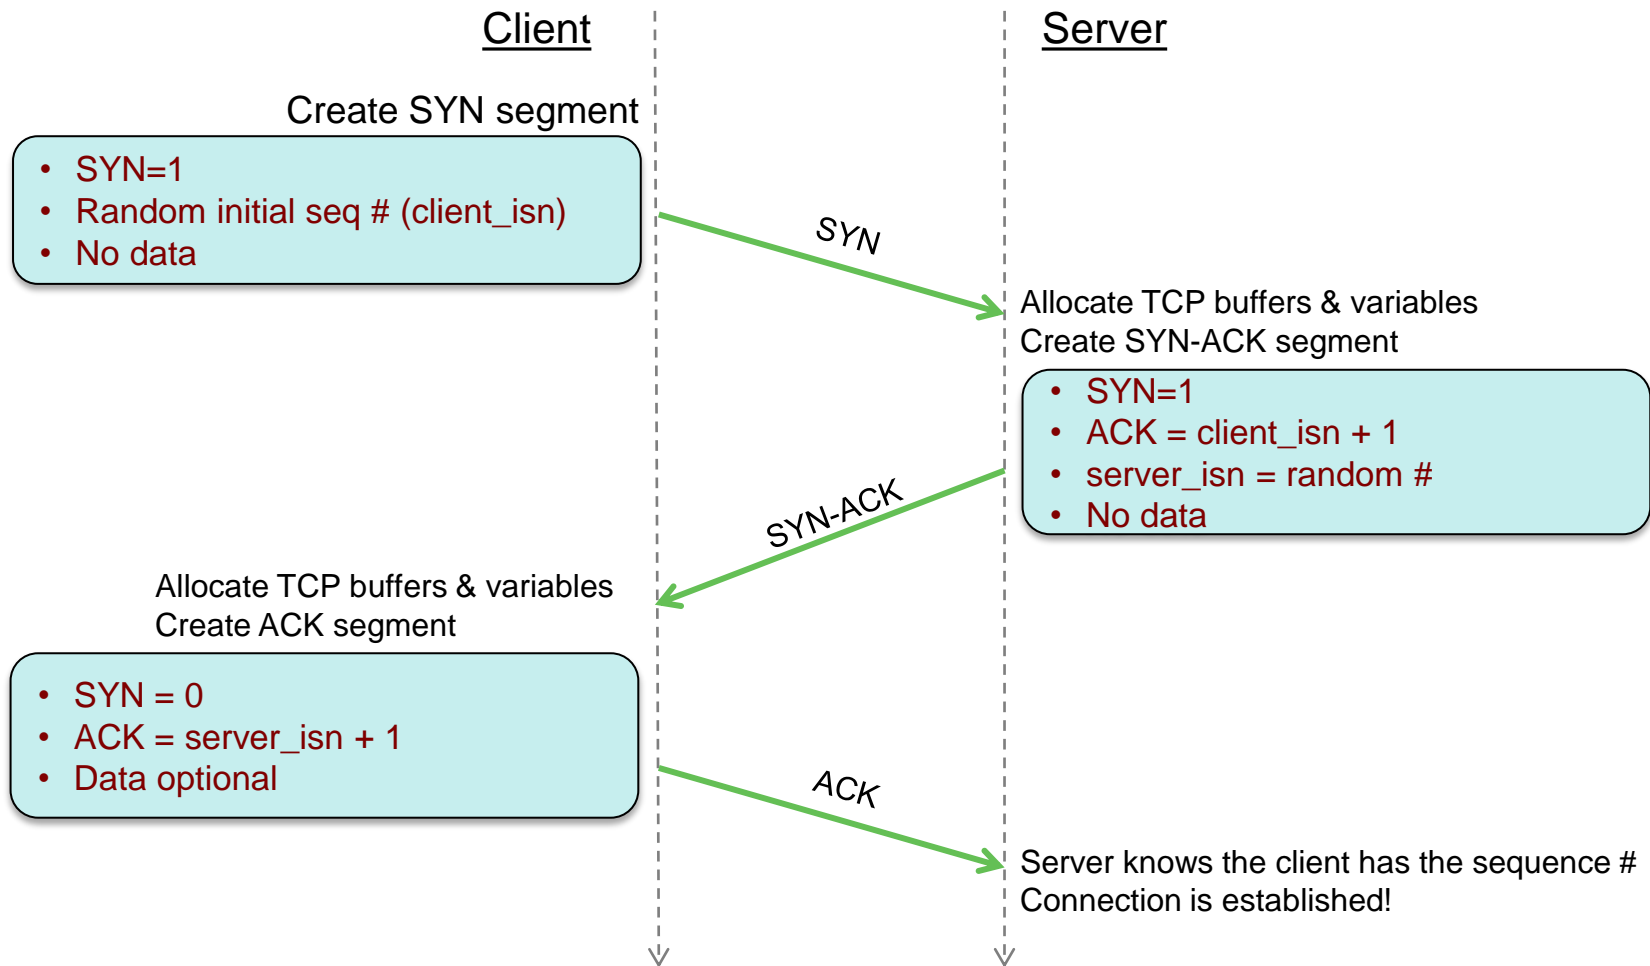 Client
Server
Create SYN segment
• SYN=1
• Random initial seq # (client_isn)
• No data
SYN
Allocate TCP buffers & variables
Create SYN-ACK segment
• SYN=1
• ACK = client_isn + 1
• server_isn = random #
• No data
SYN-ACK
Allocate TCP buffers & variables
Create ACK segment
• SYN = 0
• ACK = server_isn + 1
• Data optional
ACK
Server knows the client has the sequence #
Connection is established!